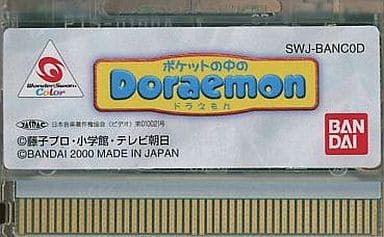 SWJ-BANC0D
WonderSwan
Color
ポケットの中の
Doraemon
ドラえもん
BAN
DAI
JASRAC 日本音楽著作権協会(ビデオ)第010021号
©藤子プロ・小学館・テレビ朝日
©BANDAI 2000 MADE IN JAPAN